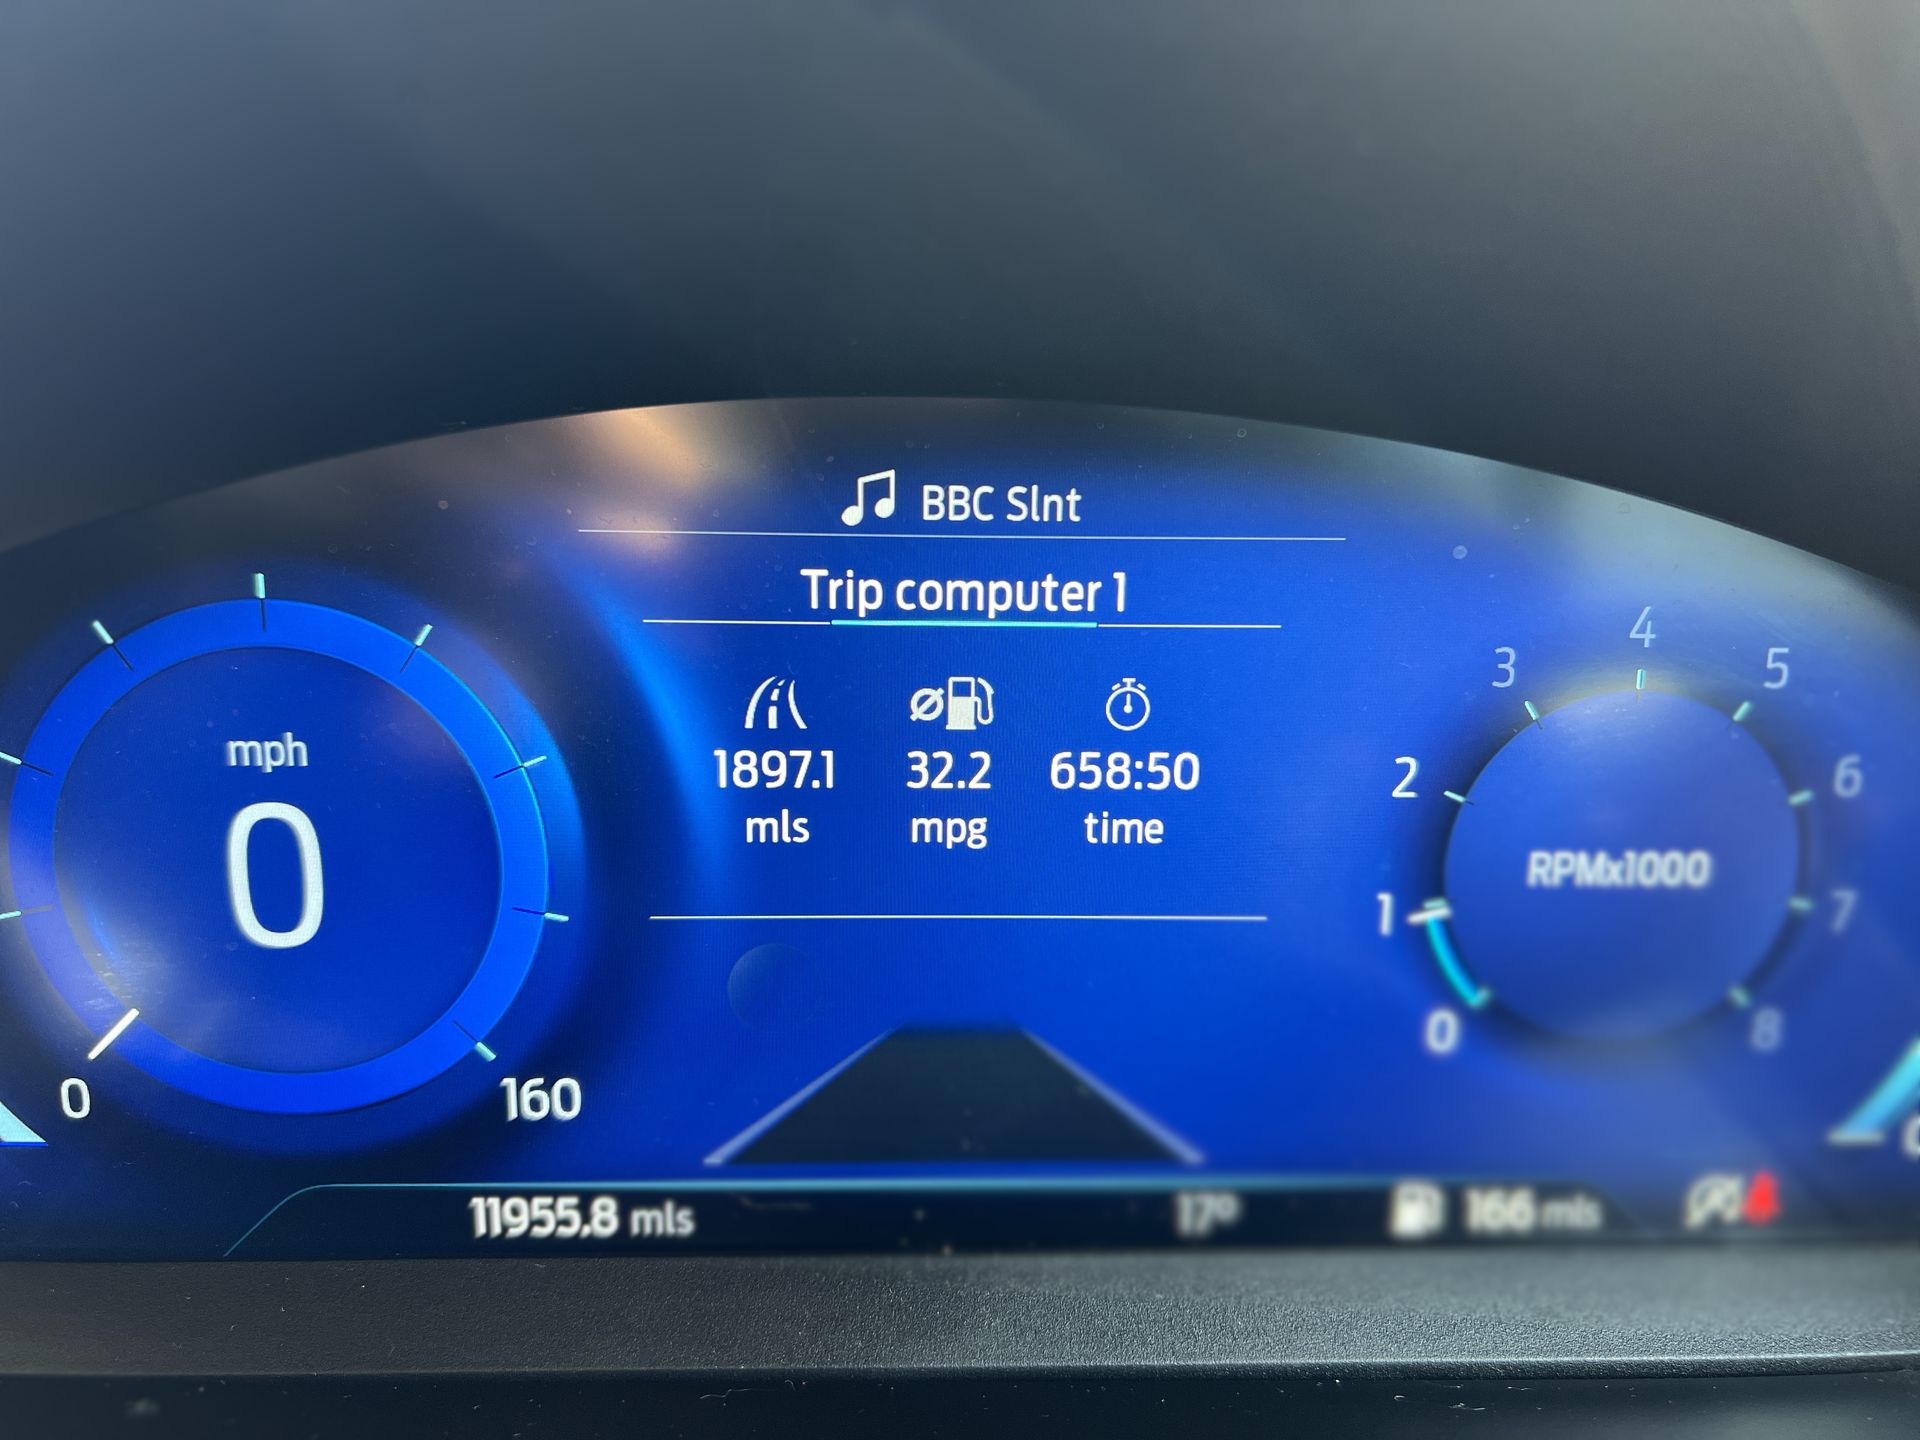 BBC Slnt
Trip computer 1
1897.1 32.2 658:50
mls mpg time
mph
0
0 160
0 1 2 3 4 5 6 7 8
RPMx1000
11955.8 mls 17° 166 mls